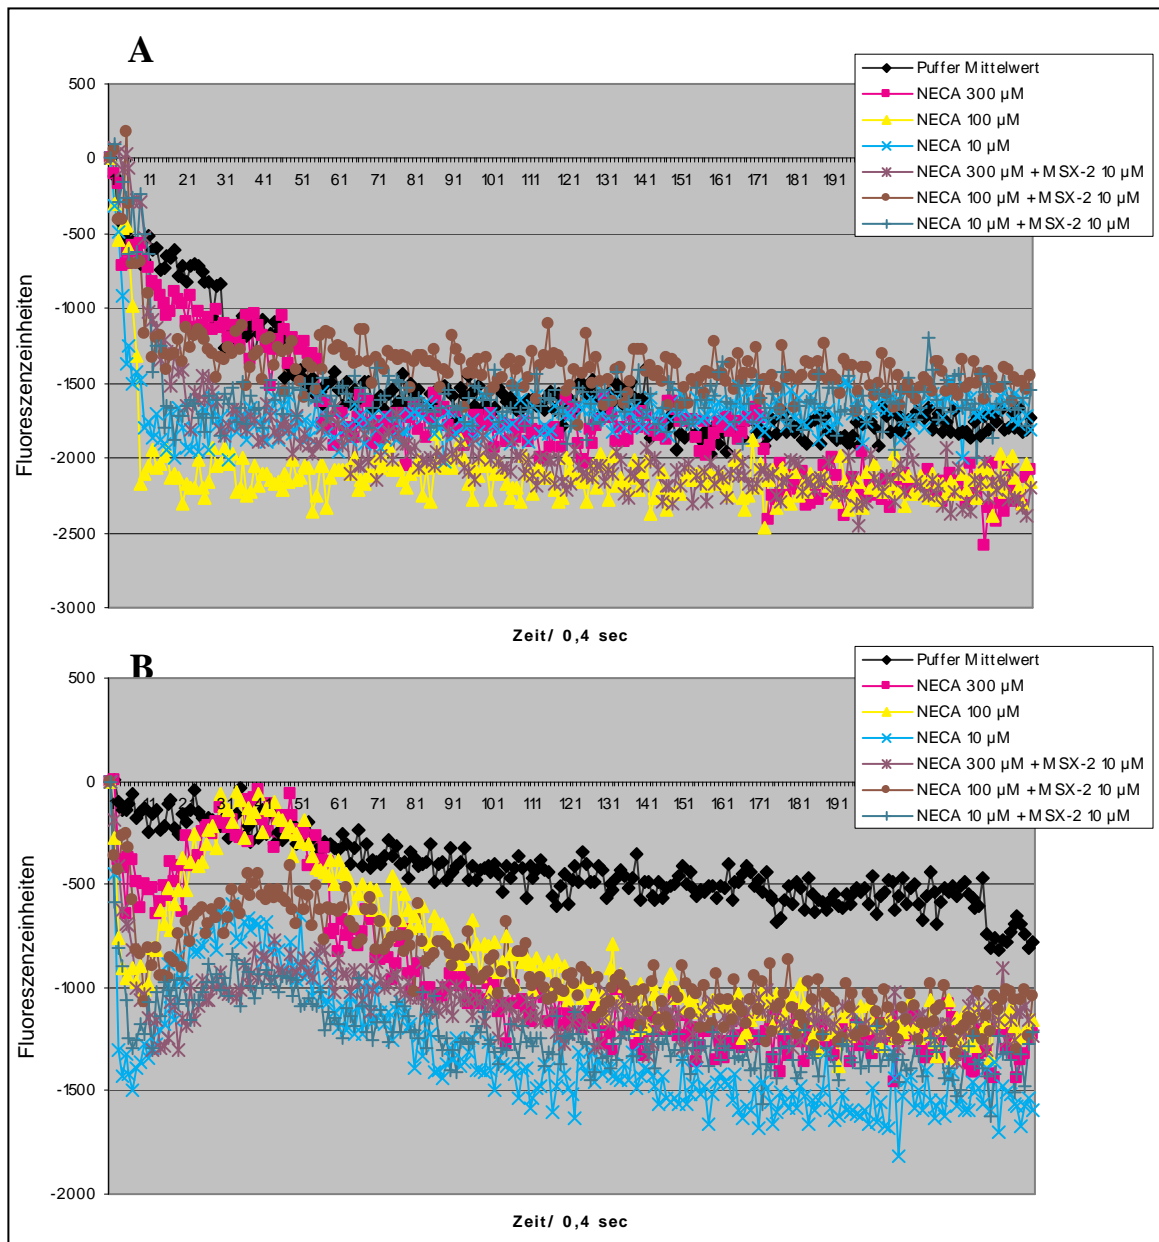 A
Puffer Mittelwert
NECA 300 µM
NECA 100 µM
NECA 10 µM
NECA 300 µM + MSX-2 10 µM
NECA 100 µM + MSX-2 10 µM
NECA 10 µM + MSX-2 10 µM
500
0
-500
-1000
-1500
-2000
-2500
-3000
1 11 21 31 41 51 61 71 81 91 101 111 121 131 141 151 161 171 181 191
Fluoreszenzeinheiten
Zeit/ 0,4 sec
B
Puffer Mittelwert
NECA 300 µM
NECA 100 µM
NECA 10 µM
NECA 300 µM + MSX-2 10 µM
NECA 100 µM + MSX-2 10 µM
NECA 10 µM + MSX-2 10 µM
500
0
-500
-1000
-1500
-2000
11 21 31 41 51 61 71 81 91 101 111 121 131 141 151 161 171 181 191
Fluoreszenzeinheiten
Zeit/ 0,4 sec